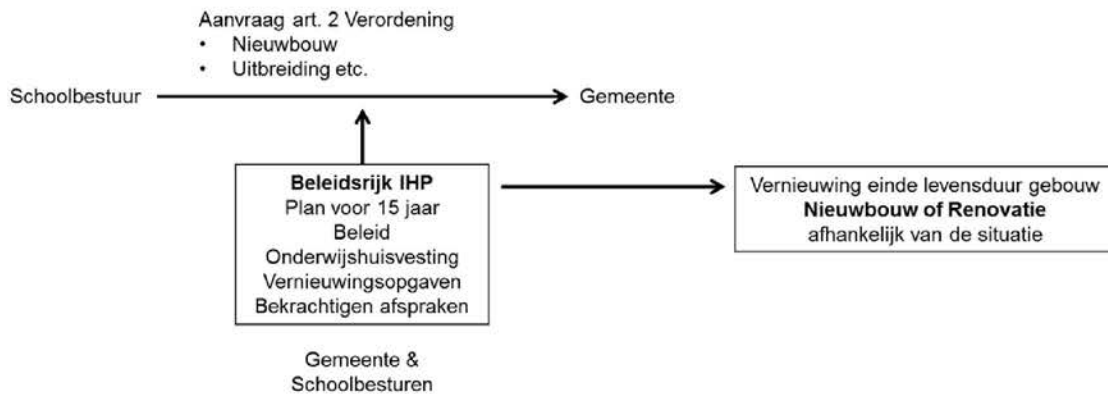 Aanvraag art. 2 Verordening
• Nieuwbouw
• Uitbreiding etc.
Schoolbestuur
Gemeente
Beleidsrijk IHP
Plan voor 15 jaar
Beleid
Onderwijshuisvesting
Vernieuwingsopgaven
Bekrachtigen afspraken
Vernieuwing einde levensduur gebouw
Nieuwbouw of Renovatie
afhankelijk van de situatie
Gemeente &
Schoolbesturen